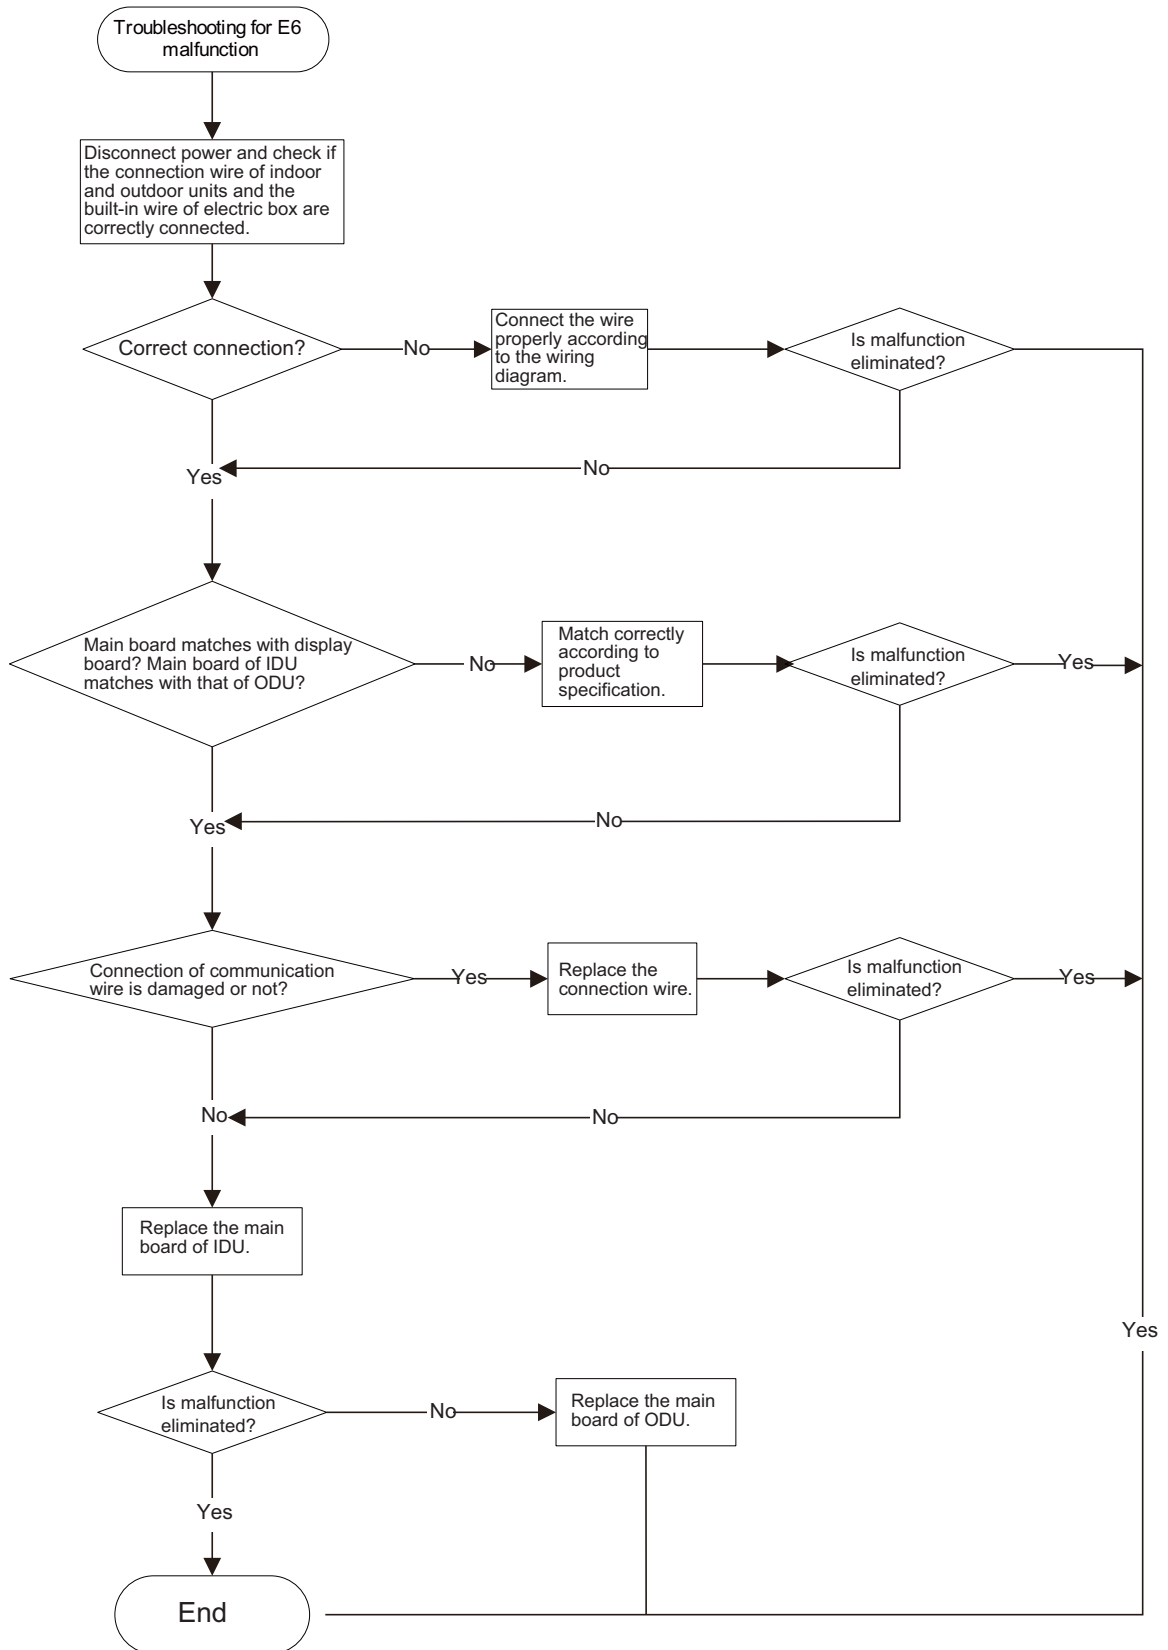 Troubleshooting for E6
malfunction
Disconnect power and check if
the connection wire of indoor
and outdoor units and the
built-in wire of electric box are
correctly connected.
Correct connection?
No
Connect the wire
properly according
to the wiring
diagram.
Is malfunction
eliminated?
Yes
No
Main board matches with display
board? Main board of IDU
matches with that of ODU?
No
Match correctly
according to
product
specification.
Is malfunction
eliminated?
Yes
Yes
No
Connection of communication
wire is damaged or not?
Yes
Replace the
connection wire.
Is malfunction
eliminated?
Yes
No
No
Replace the main
board of IDU.
Yes
Is malfunction
eliminated?
No
Replace the main
board of ODU.
Yes
End